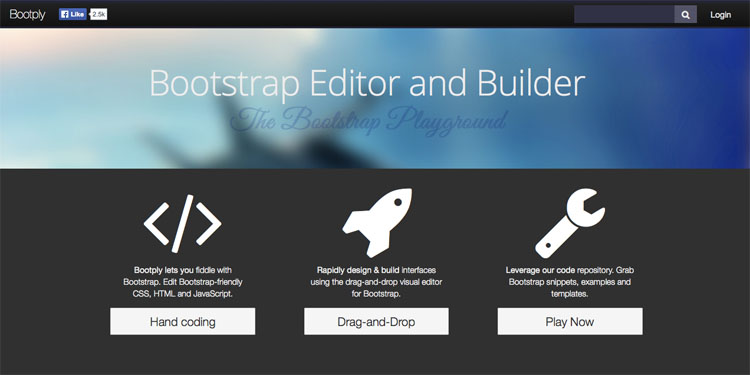 Bootply
Like
2.5k
Login
Bootstrap Editor and Builder
The Bootstrap Playground
Bootply lets you fiddle with
Bootstrap. Edit Bootstrap-friendly
CSS, HTML and JavaScript.
Hand coding
Rapidly design & build interfaces
using the drag-and-drop visual editor
for Bootstrap.
Drag-and-Drop
Leverage our code repository. Grab
Bootstrap snippets, examples and
templates.
Play Now